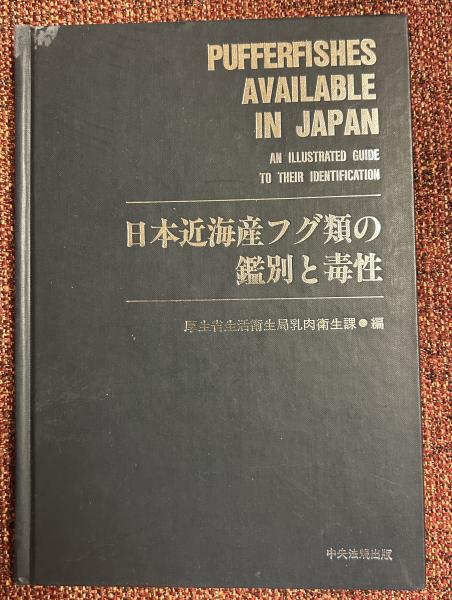 PUFFERFISHES
AVAILABLE
IN JAPAN
AN ILLUSTRATED GUIDE
TO THEIR IDENTIFICATION
日本近海産フグ類の
鑑別と毒性
厚生省生活衛生局乳肉衛生課●編
中央法規出版